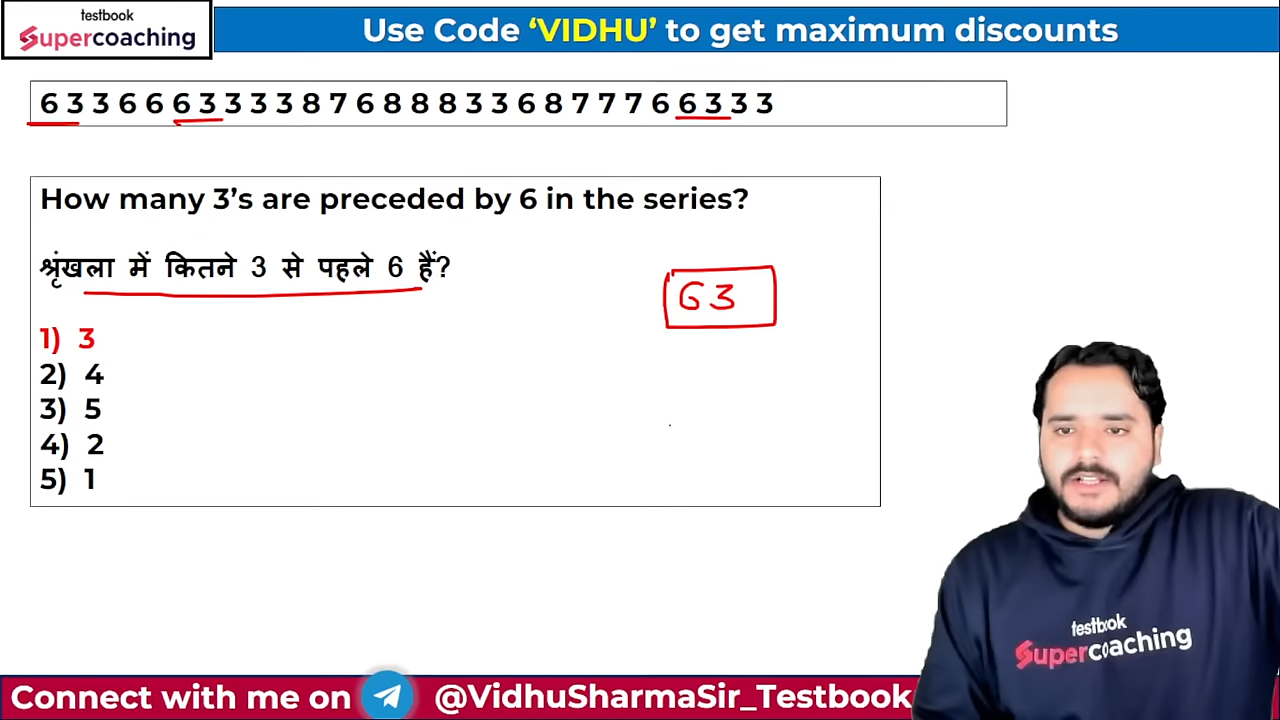 testbook
Supercoaching
Use Code ‘VIDHU’ to get maximum discounts
6 3 3 6 6 6 3 3 3 3 8 7 6 8 8 8 3 3 6 8 7 7 7 6 6 3 3 3
How many 3’s are preceded by 6 in the series?
श्रृंखला में कितने 3 से पहले 6 हैं?
63
1) 3
2) 4
3) 5
4) 2
5) 1
testbook
Supercoaching
Connect with me on @VidhuSharmaSir_Testbook